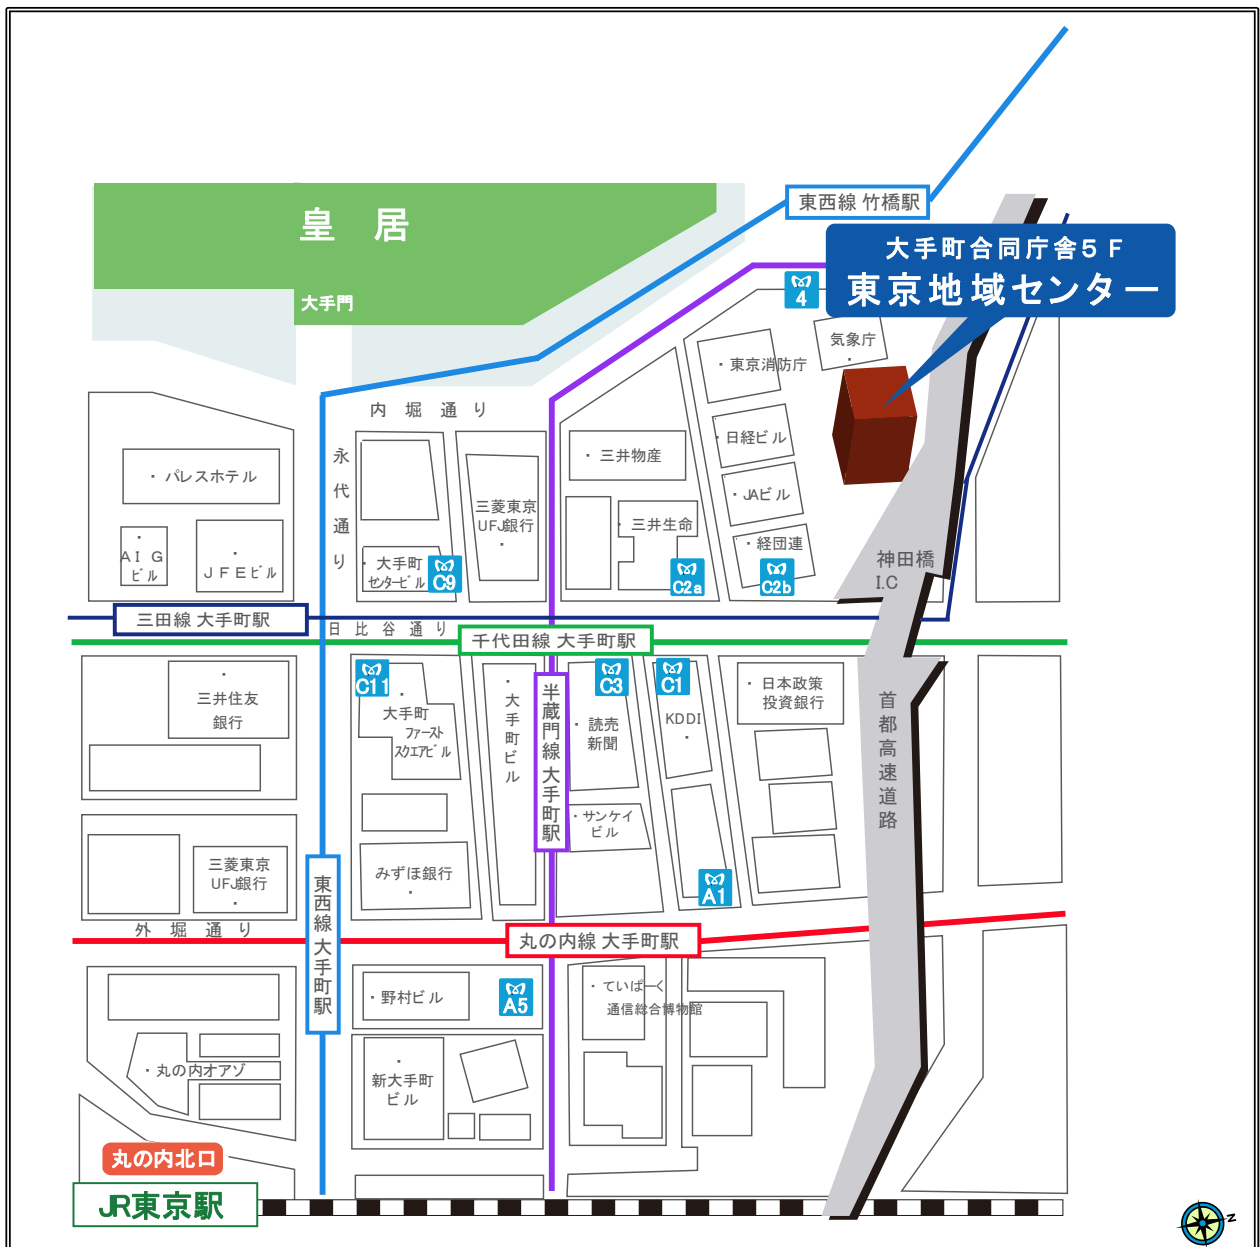 東西線 竹橋駅
皇居
大手町合同庁舎5F
東京地域センター
大手門
4
気象庁
・東京消防庁
内堀通り
・日経ビル
・三井物産
・パレスホテル
永代通り
・JAビル
三菱東京
UFJ銀行
・三井生命
・経団連
AIG
ビル
JFEビル
・大手町
センタービル
C9
C2a
C2b
神田橋
I.C
三田線 大手町駅
日比谷通り
千代田線 大手町駅
C11
C3
C1
三井住友
銀行
大手町
ファースト
スクエアビル
・大手町ビル
半蔵門線 大手町駅
・読売
新聞
KDDI
・日本政策
投資銀行
首都高速道路
・サンケイ
ビル
三菱東京
UFJ銀行
みずほ銀行
A1
東西線 大手町駅
外堀通り
丸の内線 大手町駅
・野村ビル
A5
・ていぱーく
通信総合博物館
・丸の内オアゾ
新大手町
ビル
丸の内北口
JR東京駅
N